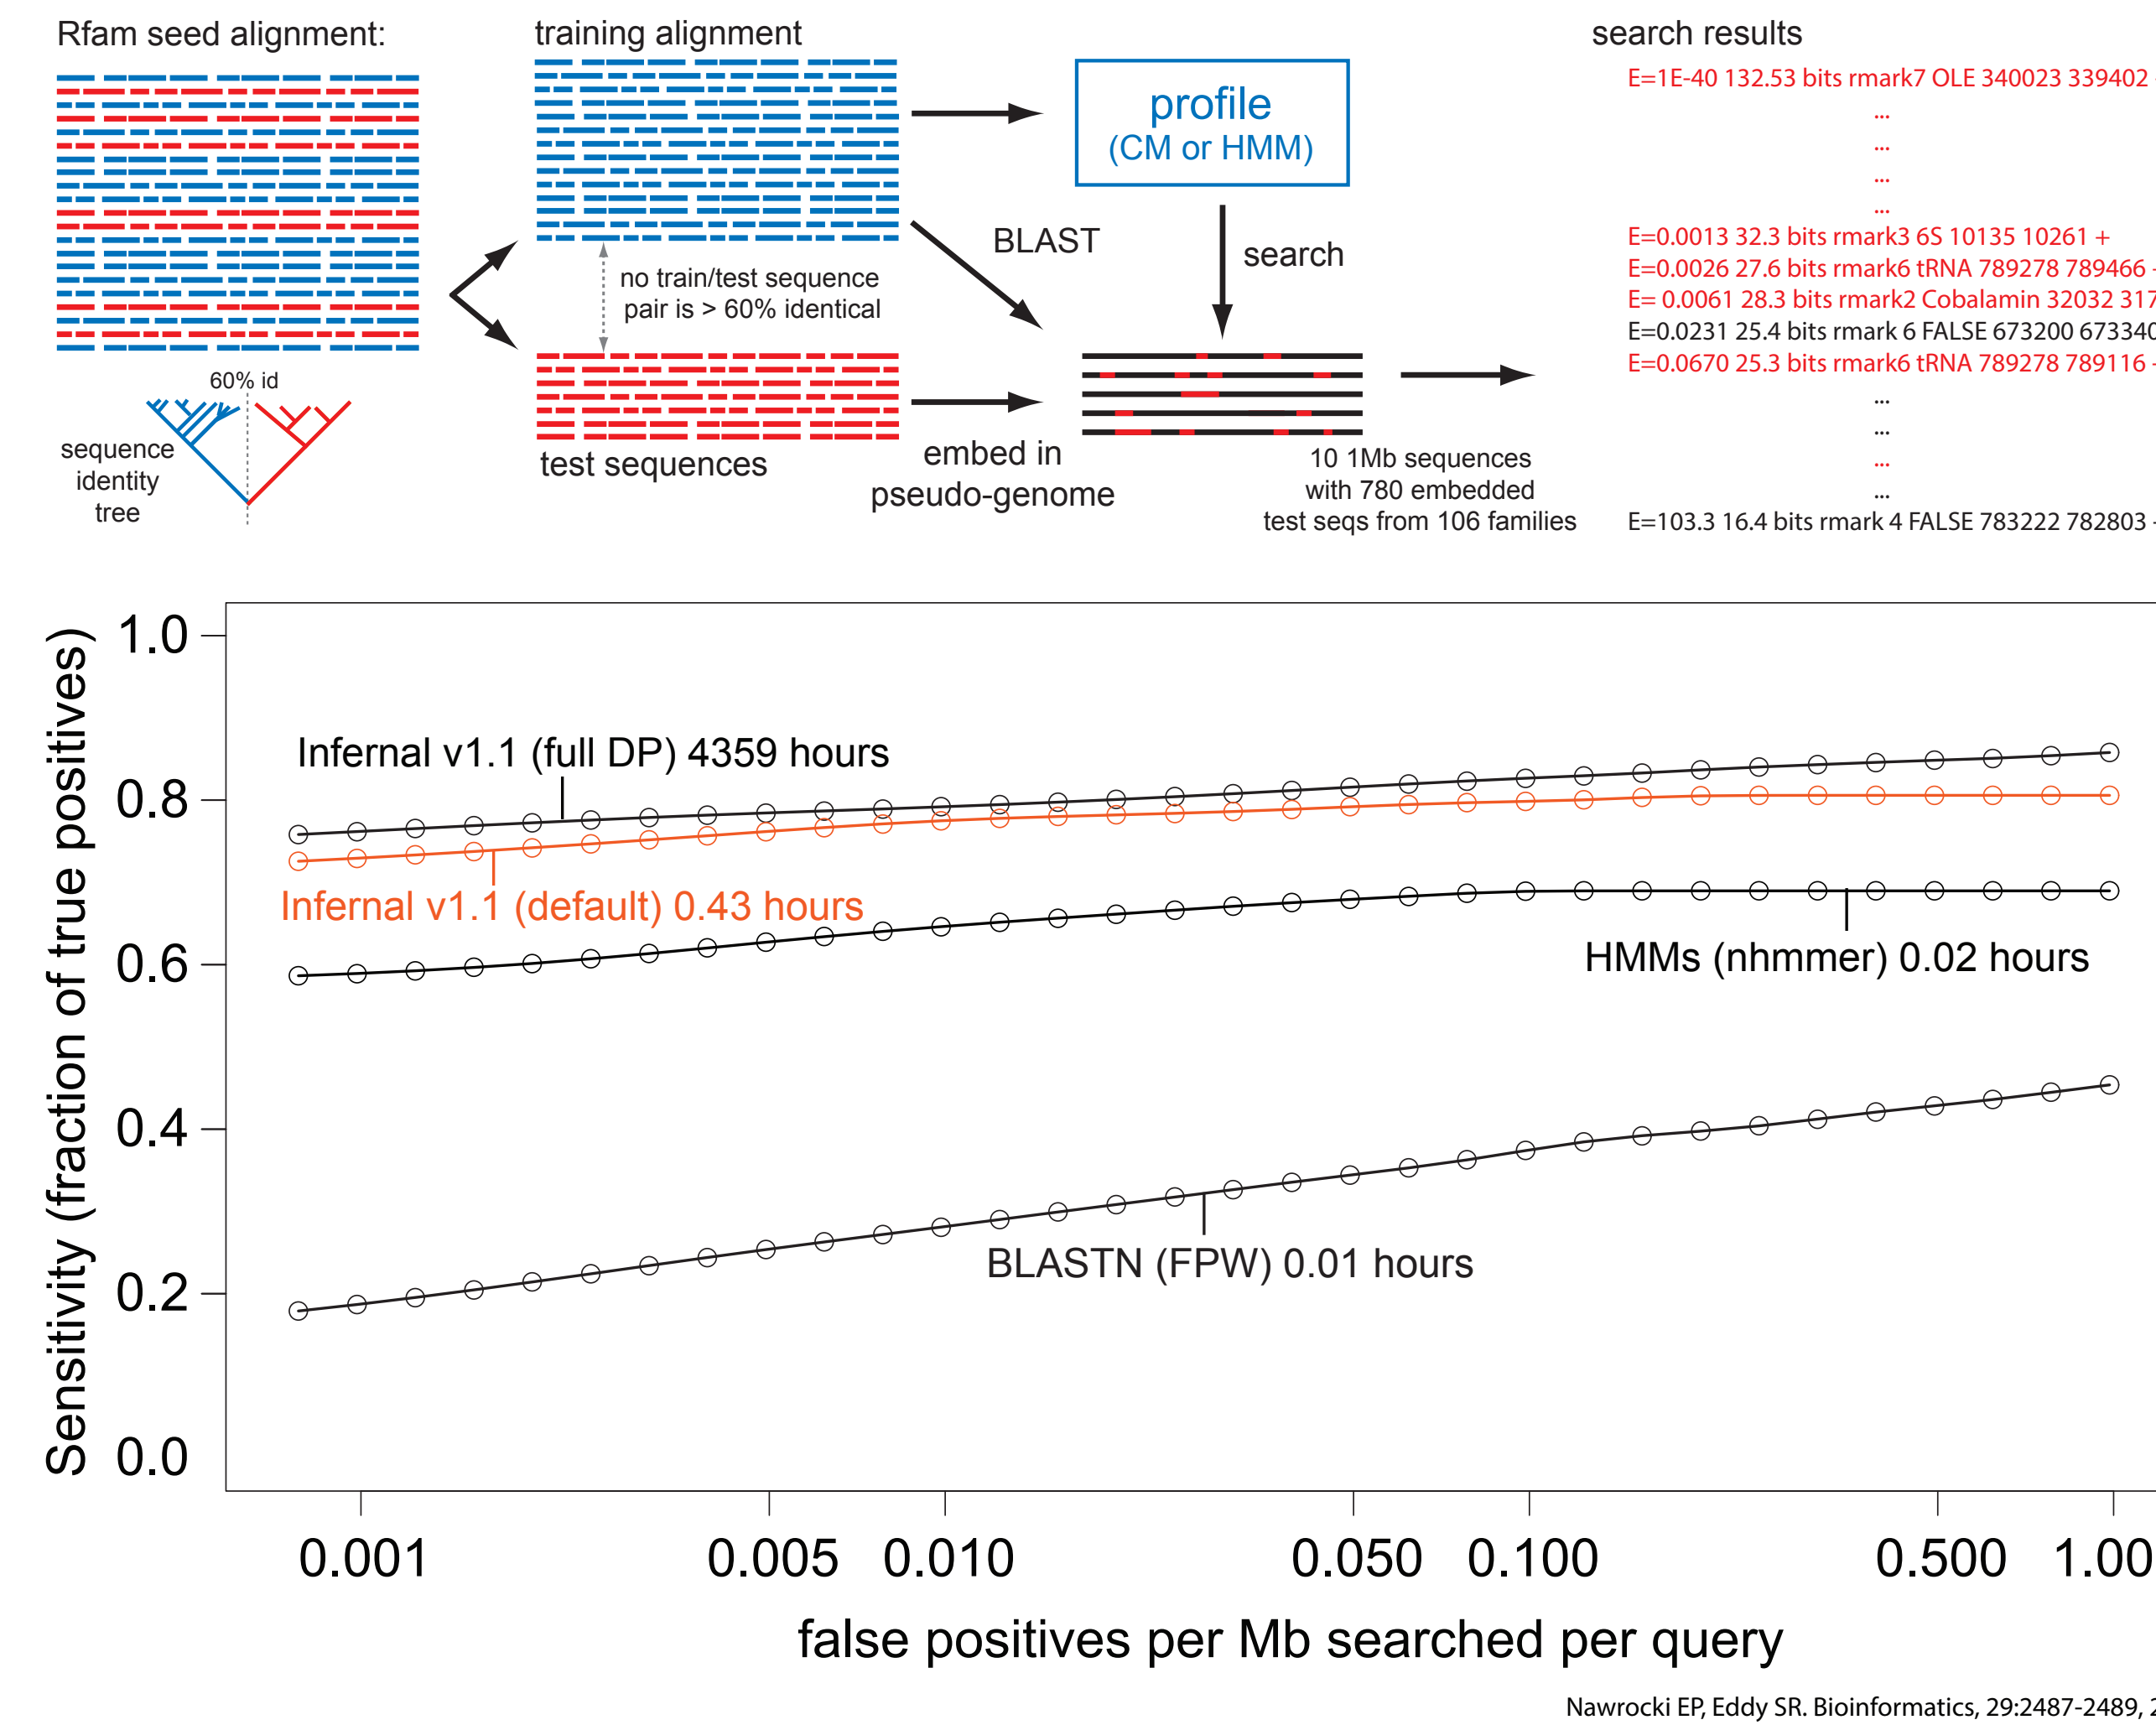 Rfam seed alignment:
training alignment
search results
profile
(CM or HMM)
E=1E-40 132.53 bits rmark7 OLE 340023 339402
...
...
...
...
E=0.0013 32.3 bits rmark3 6S 10135 10261 +
E=0.0026 27.6 bits rmark6 tRNA 789278 789466
E= 0.0061 28.3 bits rmark2 Cobalamin 32032
E=0.0231 25.4 bits rmark 6 FALSE 673200 673340
E=0.0670 25.3 bits rmark6 tRNA 789278 789116 -
...
...
...
...
E=103.3 16.4 bits rmark 4 FALSE 783222 782803 -
BLAST
search
no train/test sequence
pair is > 60% identical
60% id
sequence
identity
tree
test sequences
embed in
pseudo-genome
10 1Mb sequences
with 780 embedded
test seqs from 106 families
Sensitivity (fraction of true positives)
1.0
0.8
0.6
0.4
0.2
0.0
Infernal v1.1 (full DP) 4359 hours
Infernal v1.1 (default) 0.43 hours
HMMs (nhmmer) 0.02 hours
BLASTN (FPW) 0.01 hours
0.001 0.005 0.010 0.050 0.100 0.500 1.00
false positives per Mb searched per query
Nawrocki EP, Eddy SR. Bioinformatics, 29:2487-2489,